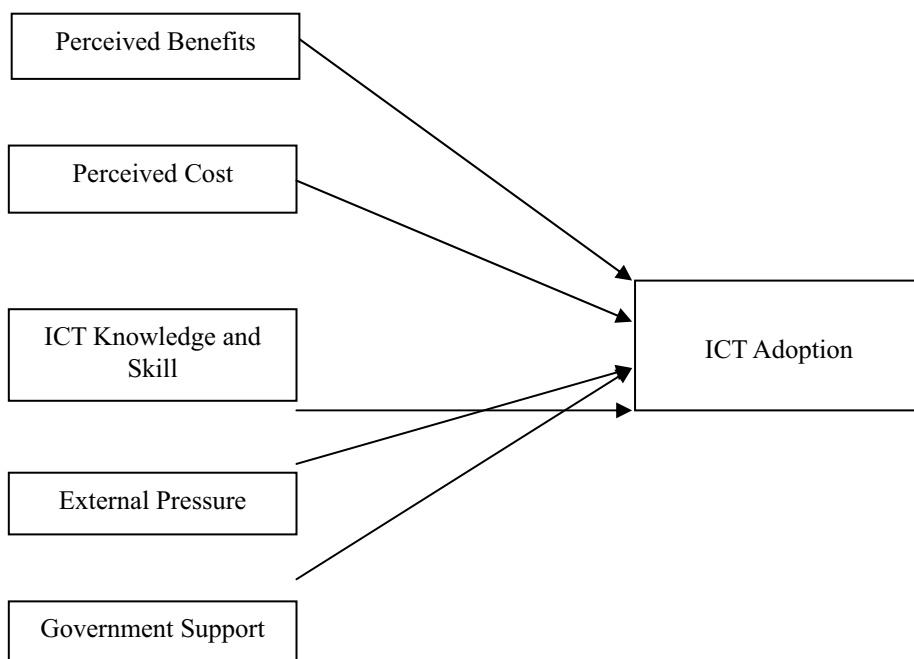 Perceived Benefits
Perceived Cost
ICT Knowledge and
Skill
ICT Adoption
External Pressure
Government Support